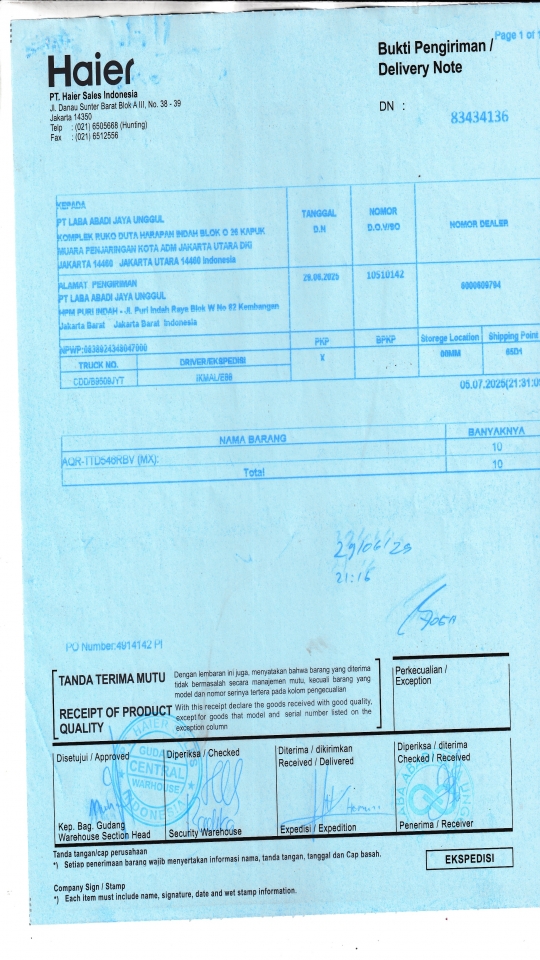 Page 1 of 1
Haier
Bukti Pengiriman /
Delivery Note
PT. Haier Sales Indonesia
Jl. Danau Sunter Barat Blok A III, No. 38 - 39
Jakarta 14350
Telp : (021) 6505668 (Hunting)
Fax : (021) 6512556
DN : 83434136
KEPADA
PT LABA ABADI JAYA UNGGUL
KOMPLEK RUKO DUTA HARAPAN INDAH BLOK O 26 KAPUK
MUARA PENJARINGAN KOTA ADM JAKARTA UTARA DKI
JAKARTA 14460 JAKARTA UTARA 14460 Indonesia
TANGGAL
D.N
NOMOR
D.O.V/SO
NOMOR DEALER
ALAMAT PENGIRIMAN
PT LABA ABADI JAYA UNGGUL
HPM PURI INDAH - Jl. Puri Indah Raya Blok W No 62 Kembangan
Jakarta Barat Jakarta Barat Indonesia
29.06.2025
10510142
NPWP:
PKP
BPKP
Storege Location
Shipping Point
TRUCK NO.
DRIVER/EKSPEDISI
X
00MM
65D1
IKMAL/E66
05.07.2025(21:31:0
NAMA BARANG
BANYAKNYA
AQR-TTD546RBV (MX):
10
Total
10
29/06/25
21:16
PO Number:4914142 PI
TANDA TERIMA MUTU
Dengan lembaran ini juga, menyatakan bahwa barang yang diterima
tidak bermasalah secara manajemen mutu, kecuali barang yang
model dan nomor serinya tertera pada kolom pengecualian
RECEIPT OF PRODUCT
QUALITY
With this receipt declare the goods received with good quality,
except for goods that model and serial number listed on the
exception column
Perkecualian /
Exception
Disetujui / Approved
Diperiksa / Checked
Diterima / dikirimkan
Received / Delivered
Diperiksa / diterima
Checked / Received
HAIER
GUDANG
CENTRAL
WARHOUSE
INDONESIA
Kep. Bag. Gudang
Warehouse Section Head
Security Warehouse
Expedisi / Expedition
Penerima / Receiver
Tanda tangan/cap perusahaan
*) Setiap penerimaan barang wajib menyertakan informasi nama, tanda tangan, tanggal dan Cap basah.
EKSPEDISI
Company Sign / Stamp
*) Each item must include name, signature, date and wet stamp information.